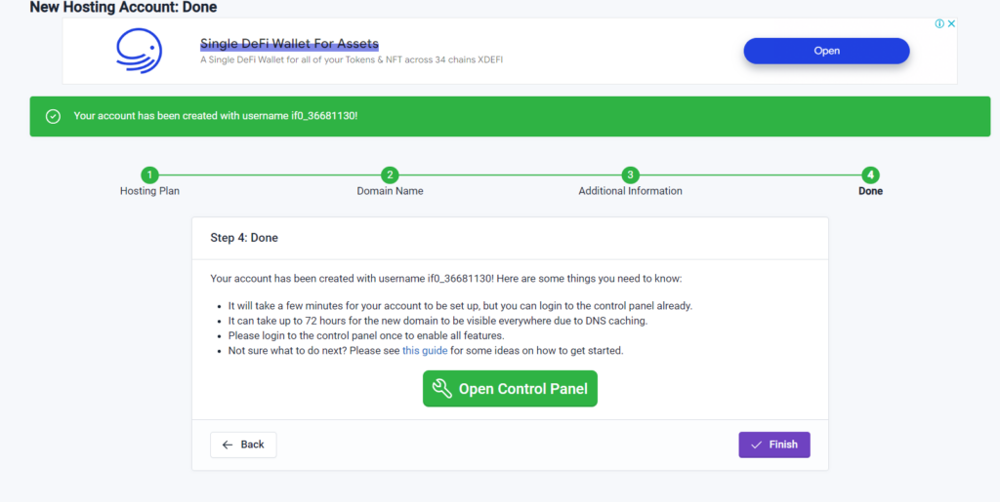 New Hosting Account: Done
Single DeFi Wallet For Assets
A Single DeFi Wallet for all of your Tokens & NFT across 34 chains XDEFI
Open
Your account has been created with username if0_36681130!
1
2
3
4
Hosting Plan
Domain Name
Additional Information
Done
Step 4: Done
Your account has been created with username if0_36681130! Here are some things you need to know:
• It will take a few minutes for your account to be set up, but you can login to the control panel already.
• It can take up to 72 hours for the new domain to be visible everywhere due to DNS caching.
• Please login to the control panel once to enable all features.
• Not sure what to do next? Please see this guide for some ideas on how to get started.
Open Control Panel
Back
Finish